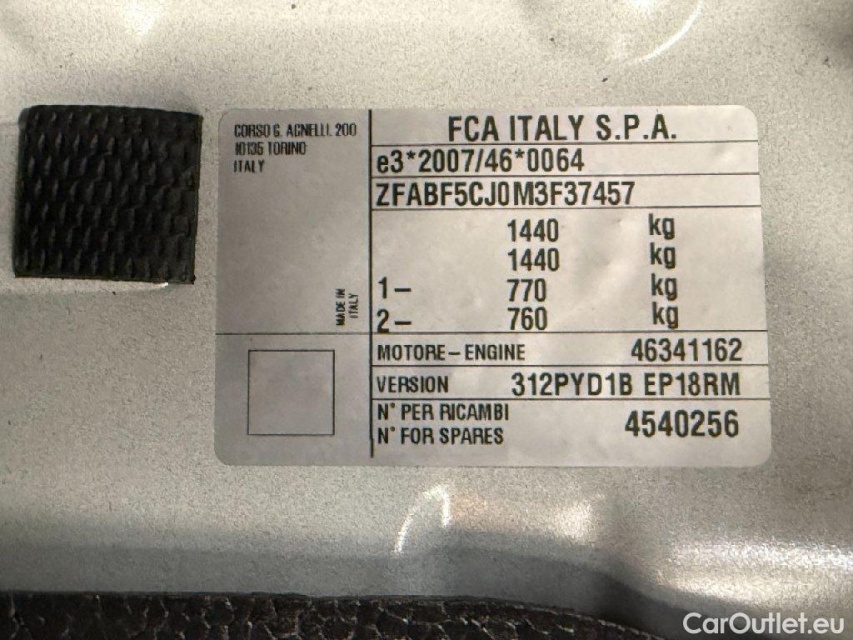 CORSO G. AGNELLI. 200
10135 TORINO
ITALY
MADE IN
ITALY
FCA ITALY S.P.A.
e3*2007/46*0064
ZFABF5CJ0M3F37457
1440 kg
1440 kg
1– 770 kg
2– 760 kg
MOTORE–ENGINE 46341162
VERSION 312PYD1B EP18RM
N° PER RICAMBI
N° FOR SPARES 4540256
CarOutlet.eu